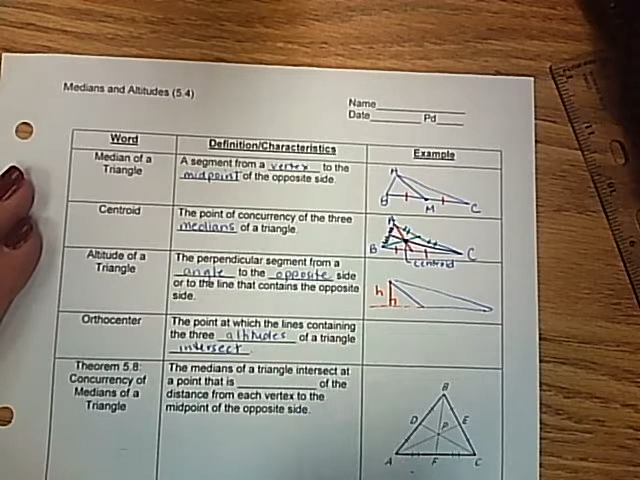 Medians and Altitudes (5.4)
Name
Date Pd
Word Definition/Characteristics Example
Median of a
Triangle
A segment from a vertex to the
midpoint of the opposite side.
A
B M C
Centroid
The point of concurrency of the three
medians of a triangle.
A
B C
centroid
Altitude of a
Triangle
The perpendicular segment from a
angle to the opposite side
or to the line that contains the opposite
side.
h h
Orthocenter
The point at which the lines containing
the three altitudes of a triangle
intersect.
Theorem 5.8:
Concurrency of
Medians of a
Triangle
The medians of a triangle intersect at
a point that is of the
distance from each vertex to the
midpoint of the opposite side.
B
D E
P
A F C